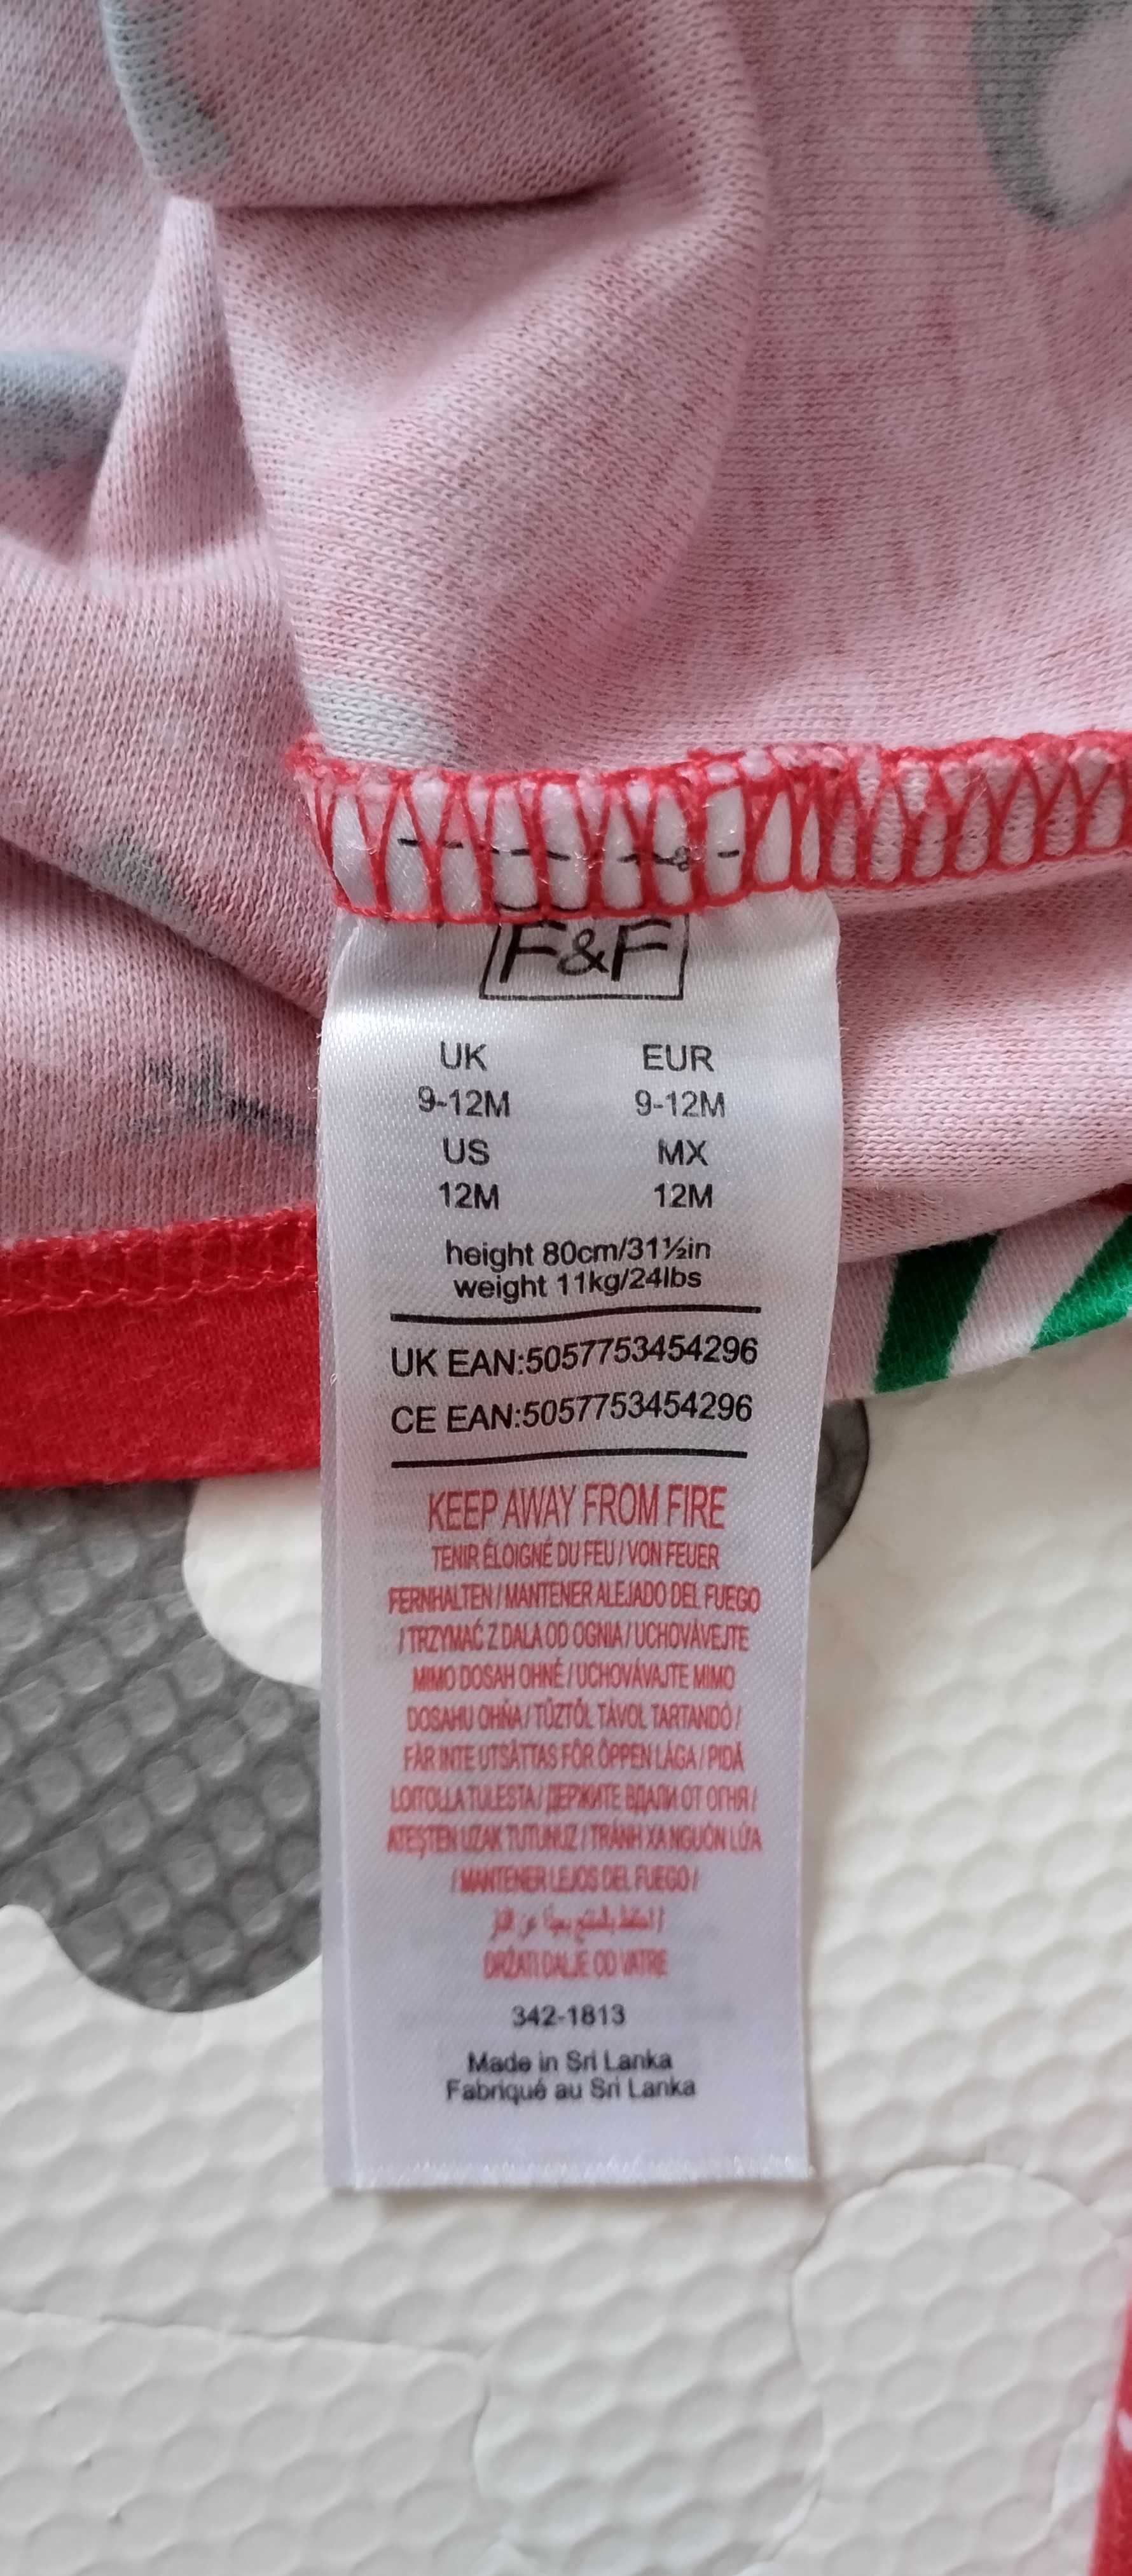 F&F
UK EUR
9-12M 9-12M
US MX
12M 12M
height 80cm/31½in
weight 11kg/24lbs
UK EAN:5057753454296
CE EAN:5057753454296
KEEP AWAY FROM FIRE
TENIR ÉLOIGNÉ DU FEU / VON FEUER
FERNHALTEN / MANTENER ALEJADO DEL FUEGO
/ TRZYMAĆ Z DALA OD OGNIA / UCHOVÁVEJTE
MIMO DOSAH OHNĚ / UCHOVÁVAJTE MIMO
DOSAHU OHŇA / TŰZTŐL TÁVOL TARTANDÓ /
FÅR INTE UTSÄTTAS FÖR ÖPPEN LÅGA / PIDÄ
LOITOLLA TULESTA / ДЕРЖИТЕ ВДАЛИ ОТ ОГНЯ /
ATEŞTEN UZAK TUTUNUZ / TRÁNH XA NGUỒN LỬA
/ MANTENER LEJOS DEL FUEGO /
عن النار
DRŽATI DALJE OD VATRE
342-1813
Made in Sri Lanka
Fabriqué au Sri Lanka